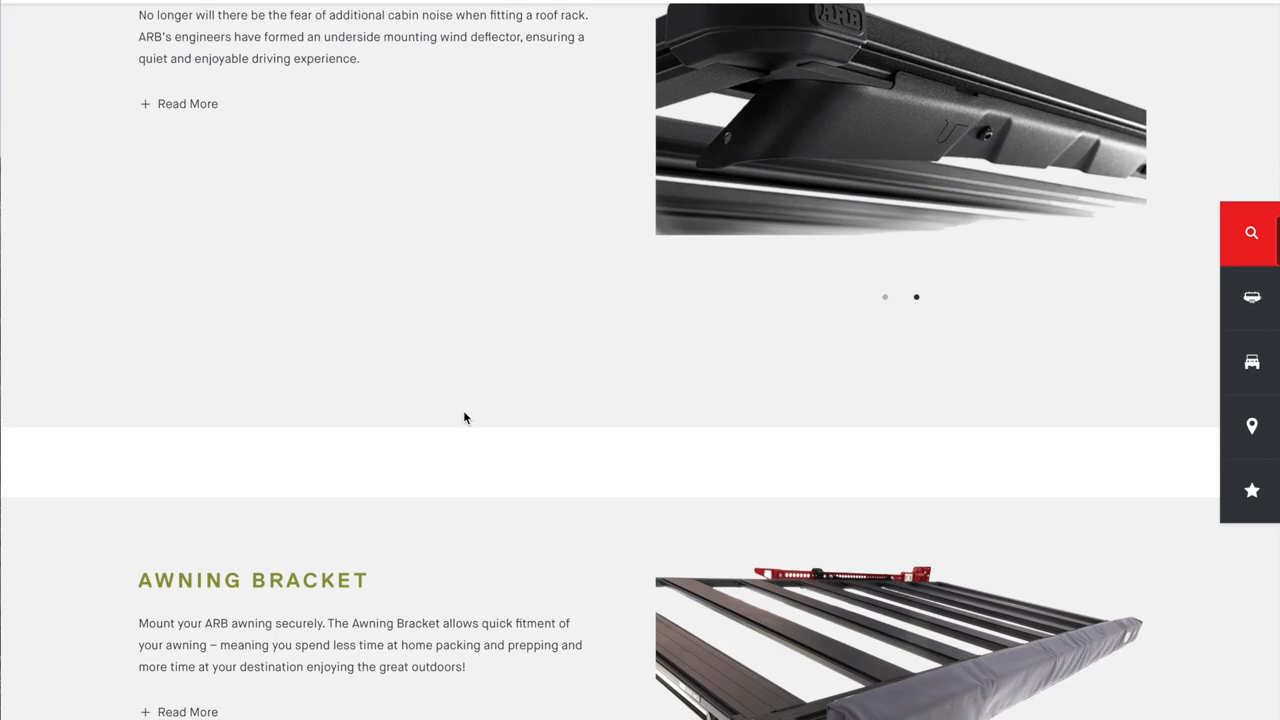 No longer will there be the fear of additional cabin noise when fitting a roof rack.
ARB's engineers have formed an underside mounting wind deflector, ensuring a
quiet and enjoyable driving experience.
+ Read More
ARB
AWNING BRACKET
Mount your ARB awning securely. The Awning Bracket allows quick fitment of
your awning – meaning you spend less time at home packing and prepping and
more time at your destination enjoying the great outdoors!
+ Read More